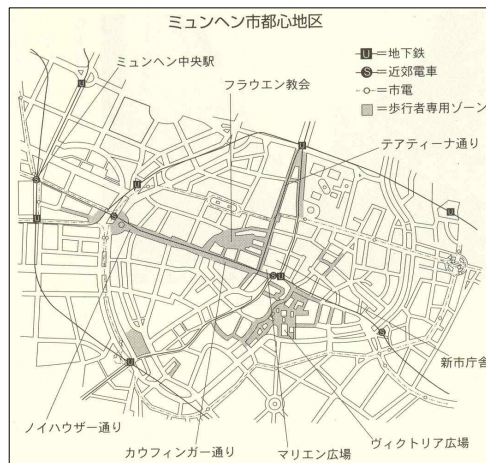 ミュンヘン市都心地区
U=地下鉄
S=近郊電車
=市電
=歩行者専用ゾーン
ミュンヘン中央駅
フラウエン教会
テアティーナ通り
U
U
U
S
U
S
U
S U
新市庁舎
S
U
ノイハウザー通り
カウフィンガー通り
マリエン広場
ヴィクトリア広場